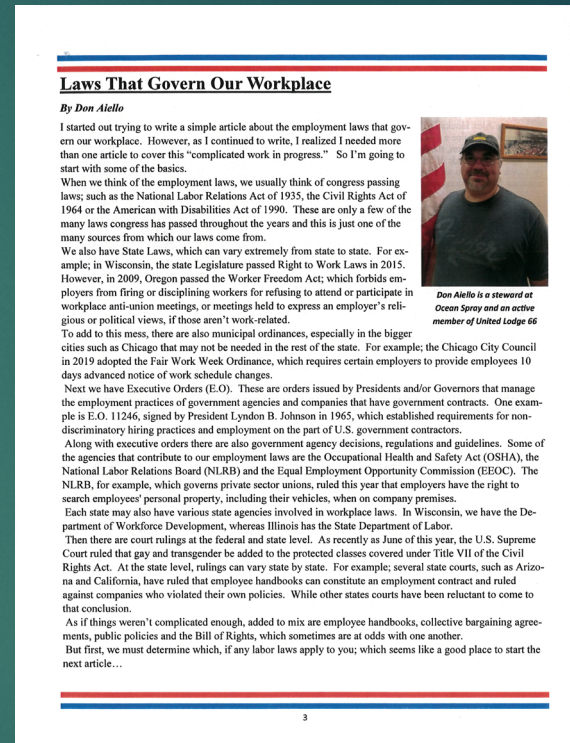 Laws That Govern Our Workplace
By Don Aiello
I started out trying to write a simple article about the employment laws that gov-
ern our workplace. However, as I continued to write, I realized I needed more
than one article to cover this “complicated work in progress.” So I’m going to
start with some of the basics.
When we think of the employment laws, we usually think of congress passing
laws; such as the National Labor Relations Act of 1935, the Civil Rights Act of
1964 or the American with Disabilities Act of 1990. These are only a few of the
many laws congress has passed throughout the years and this is just one of the
many sources from which our laws come from.
We also have State Laws, which can vary extremely from state to state. For ex-
ample; in Wisconsin, the state Legislature passed Right to Work Laws in 2015.
However, in 2009, Oregon passed the Worker Freedom Act; which forbids em-
ployers from firing or disciplining workers for refusing to attend or participate in
workplace anti-union meetings, or meetings held to express an employer's reli-
gious or political views, if those aren't work-related.
Don Aiello is a steward at
Ocean Spray and an active
member of United Lodge 66
To add to this mess, there are also municipal ordinances, especially in the bigger
cities such as Chicago that may not be needed in the rest of the state. For example; the Chicago City Council
in 2019 adopted the Fair Work Week Ordinance, which requires certain employers to provide employees 10
days advanced notice of work schedule changes.
Next we have Executive Orders (E.O). These are orders issued by Presidents and/or Governors that manage
the employment practices of government agencies and companies that have government contracts. One exam-
ple is E.O. 11246, signed by President Lyndon B. Johnson in 1965, which established requirements for non-
discriminatory hiring practices and employment on the part of U.S. government contractors.
Along with executive orders there are also government agency decisions, regulations and guidelines. Some of
the agencies that contribute to our employment laws are the Occupational Health and Safety Act (OSHA), the
National Labor Relations Board (NLRB) and the Equal Employment Opportunity Commission (EEOC). The
NLRB, for example, which governs private sector unions, ruled this year that employers have the right to
search employees' personal property, including their vehicles, when on company premises.
Each state may also have various state agencies involved in workplace laws. In Wisconsin, we have the De-
partment of Workforce Development, whereas Illinois has the State Department of Labor.
Then there are court rulings at the federal and state level. As recently as June of this year, the U.S. Supreme
Court ruled that gay and transgender be added to the protected classes covered under Title VII of the Civil
Rights Act. At the state level, rulings can vary state by state. For example; several state courts, such as Arizo-
na and California, have ruled that employee handbooks can constitute an employment contract and ruled
against companies who violated their own policies. While other states courts have been reluctant to come to
that conclusion.
As if things weren’t complicated enough, added to mix are employee handbooks, collective bargaining agree-
ments, public policies and the Bill of Rights, which sometimes are at odds with one another.
But first, we must determine which, if any labor laws apply to you; which seems like a good place to start the
next article…
3